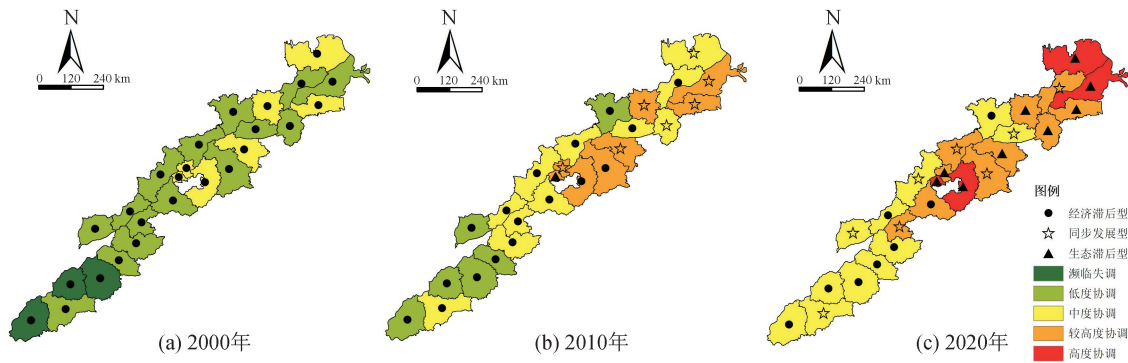 N
0 120 240 km
(a) 2000年
N
0 120 240 km
(b) 2010年
N
0 120 240 km
(c) 2020年
图例
经济滞后型
同步发展型
生态滞后型
濒临失调
低度协调
中度协调
较高度协调
高度协调